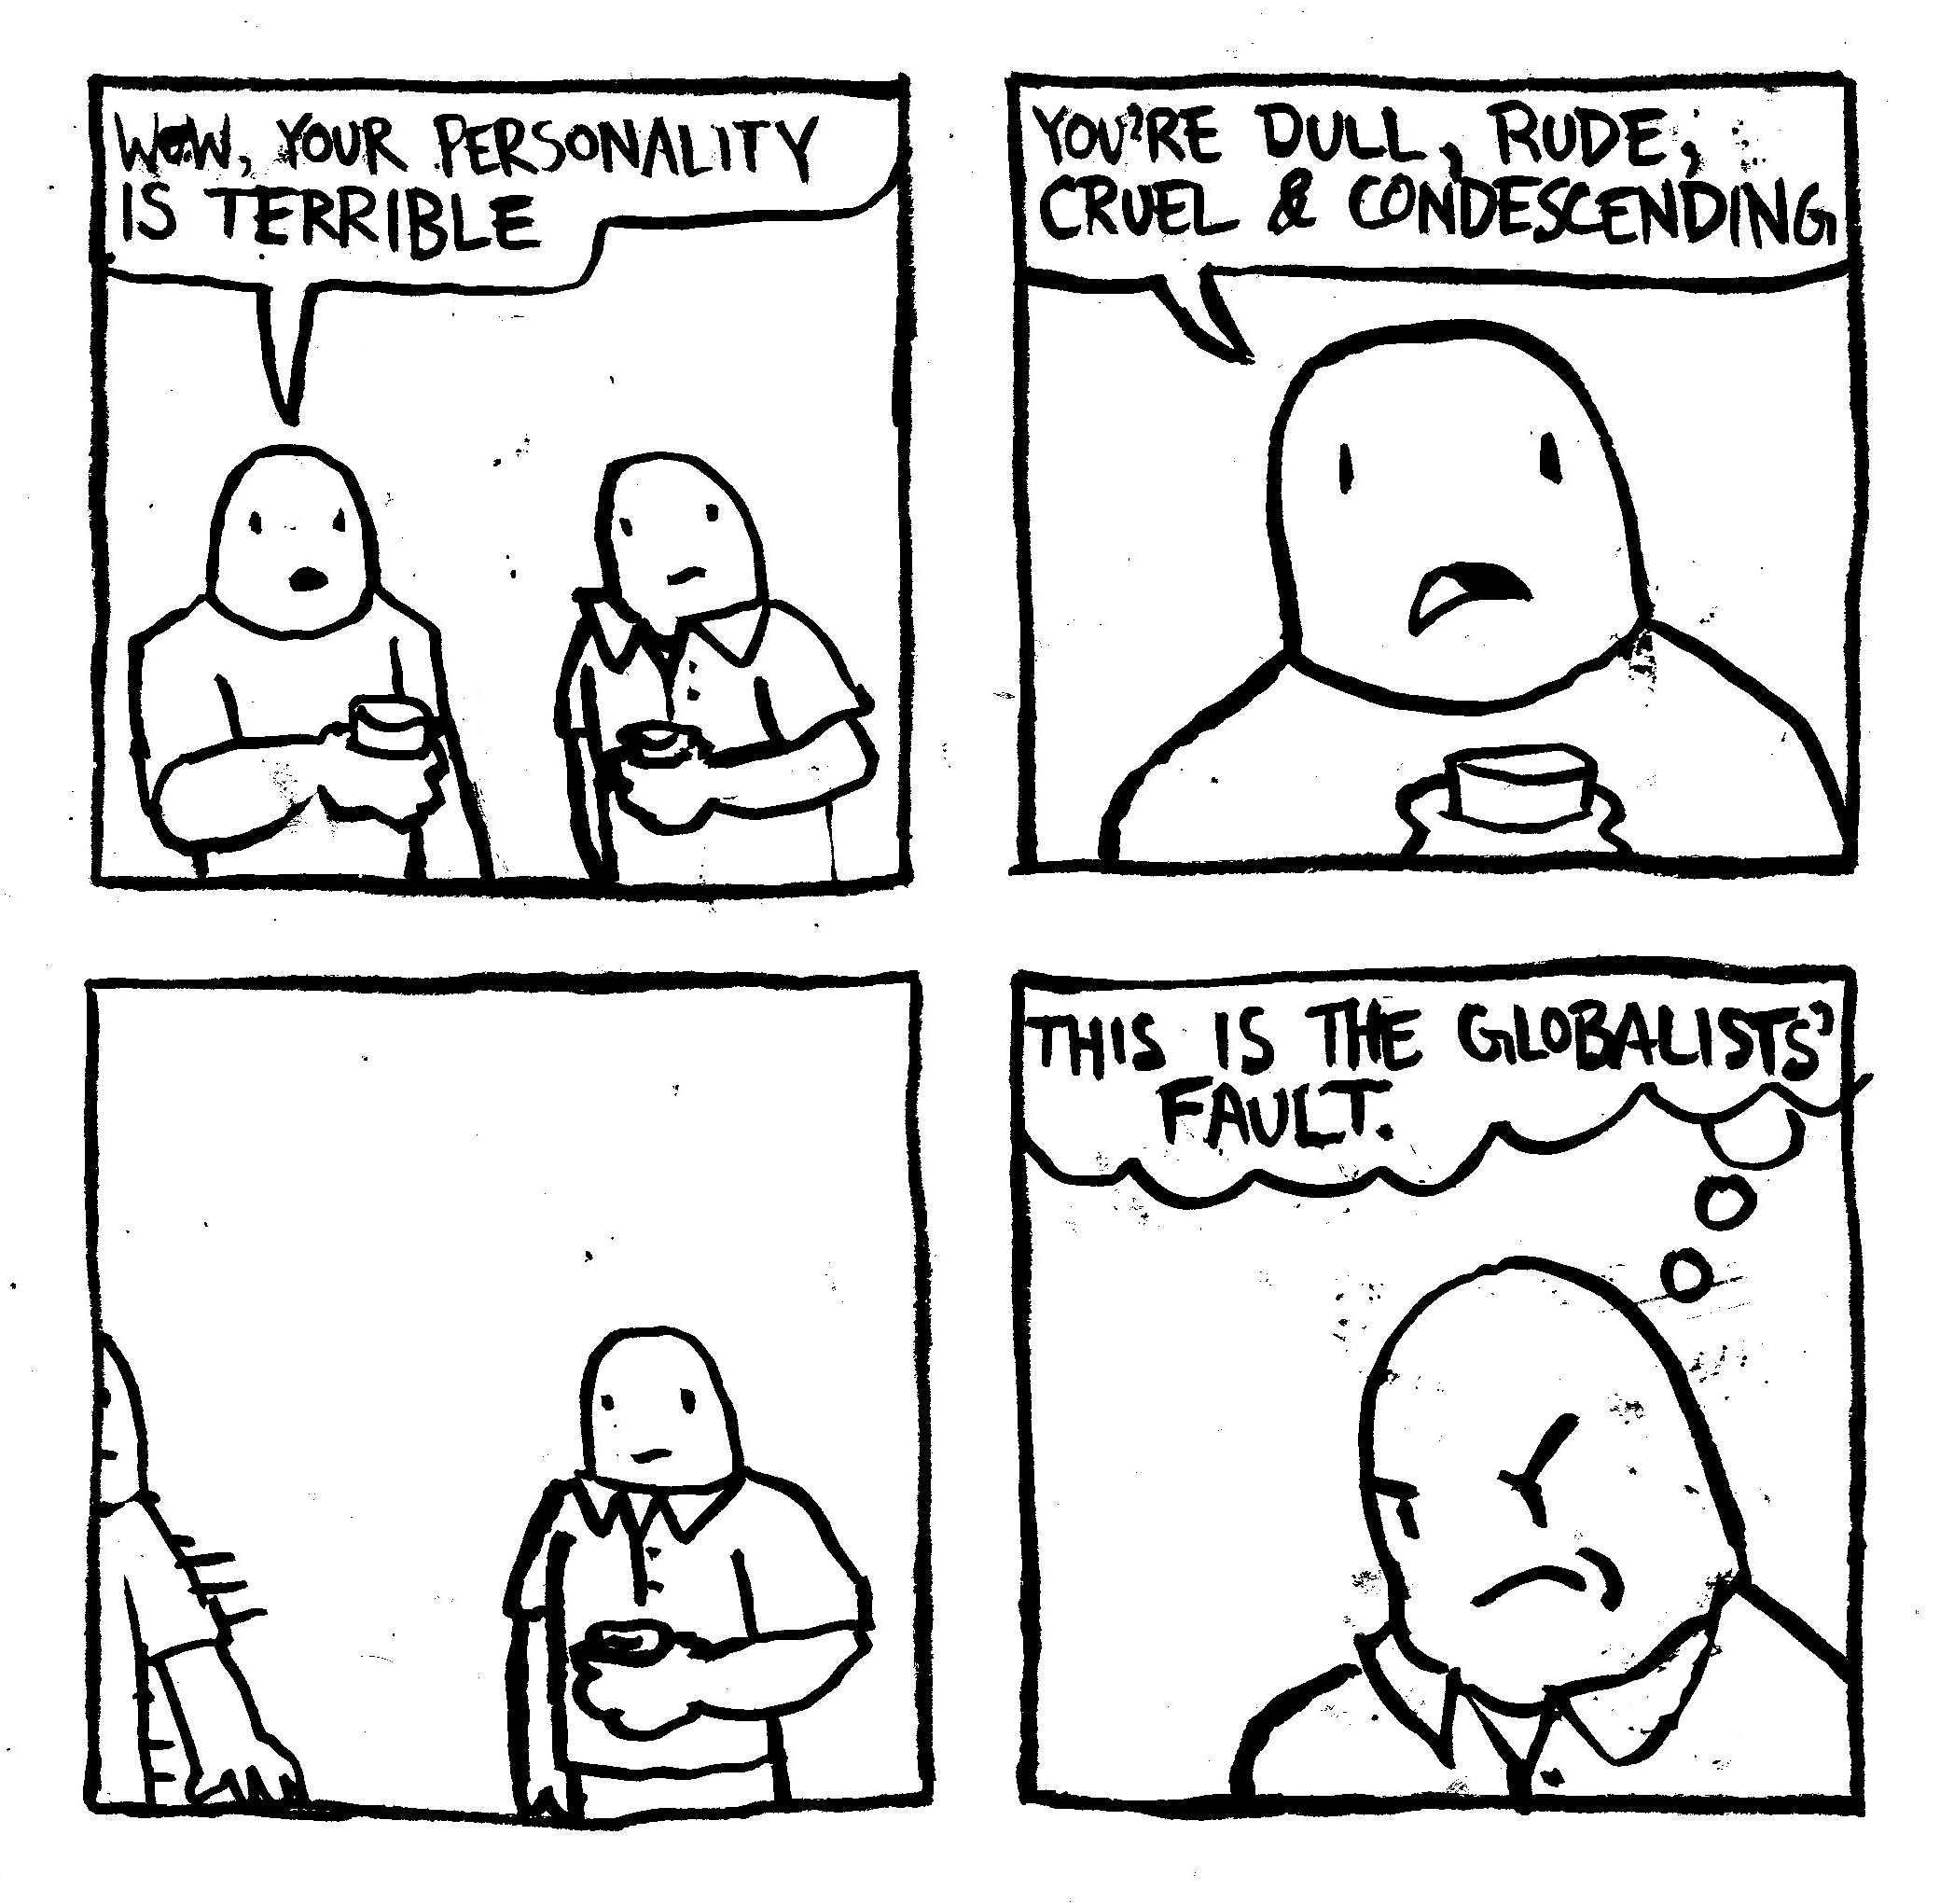 WOW, YOUR PERSONALITY
IS TERRIBLE
YOU'RE DULL, RUDE,
CRUEL & CONDESCENDING
THIS IS THE GLOBALISTS'
FAULT.